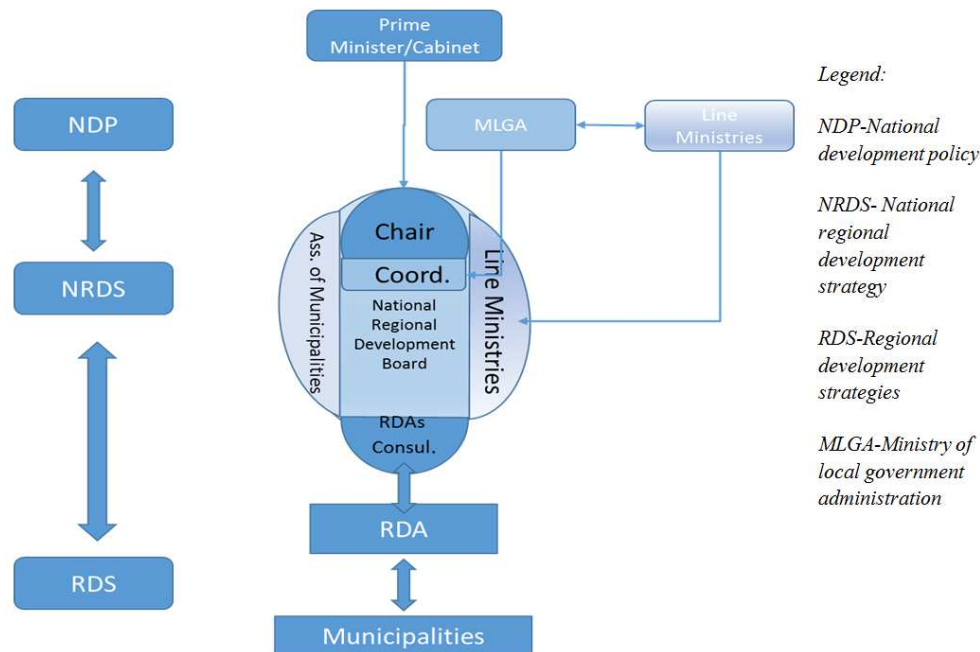 Prime
Minister/Cabinet
NDP
MLGA
Line
Ministries
NRDS
RDS
Chair
Coord.
National
Regional
Development
Board
Ass. of Municipalities
Line Ministries
RDAs
Consul.
RDA
Municipalities
Legend:
NDP-National
development policy
NRDS- National
regional
development
strategy
RDS-Regional
development
strategies
MLGA-Ministry of
local government
administration